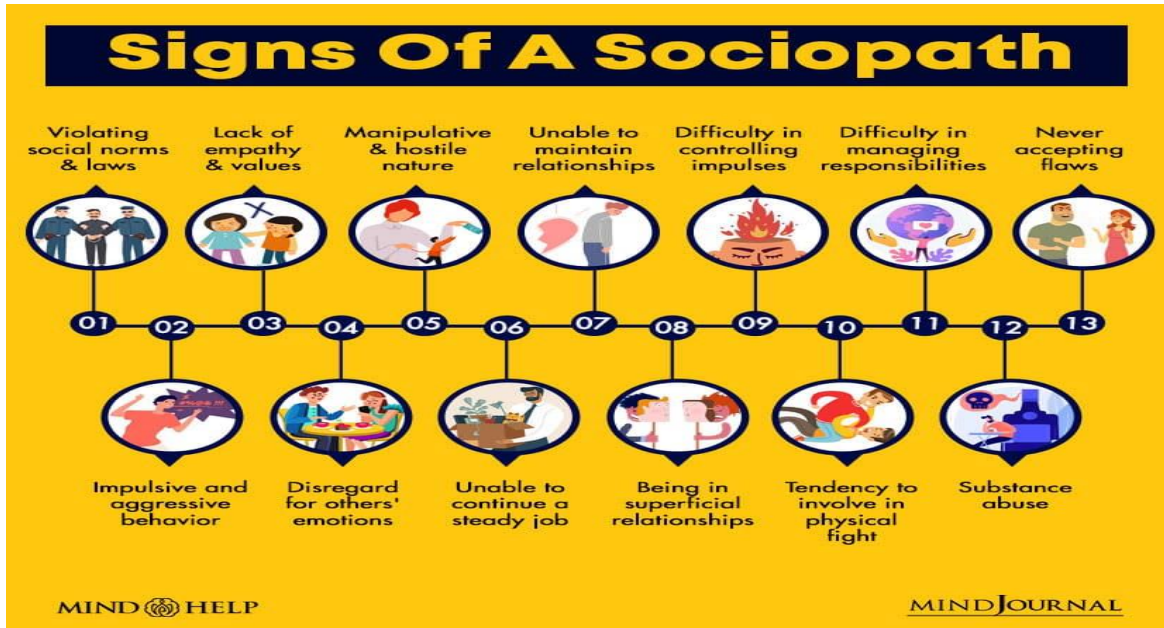 Signs Of A Sociopath
Violating
social norms
& laws
Lack of
empathy
& values
Manipulative
& hostile
nature
Unable to
maintain
relationships
Difficulty in
controlling
impulses
Difficulty in
managing
responsibilities
Never
accepting
flaws
01
02
03
04
05
06
07
08
09
10
11
12
13
Impulsive and
aggressive
behavior
Disregard
for others'
emotions
Unable to
continue a
steady job
Being in
superficial
relationships
Tendency to
involve in
physical
fight
Substance
abuse
MIND HELP
MINDJOURNAL